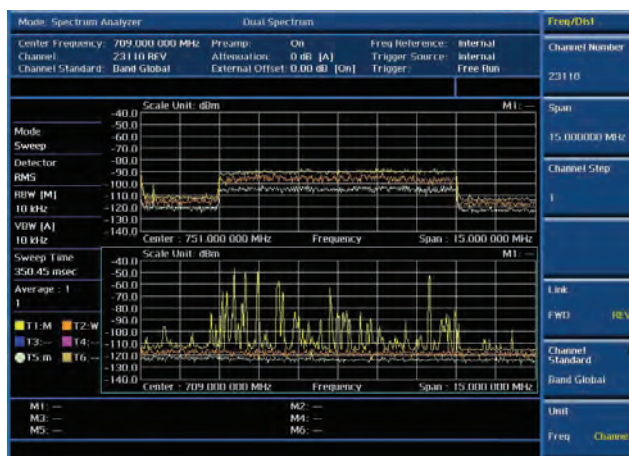 Mode: Spectrum Analyzer
Dual Spectrum
Freq/Dist
Center Frequency: 709.000 000 MHz
Preamp: On
Freq Reference: Internal
Channel 23110 REV
Attenuation: 0 dB [A]
Trigger Source: Internal
Channel Standard: Band Global
External Offset: 0.00 dB [On]
Trigger: Free Run
Channel Number
23110
Span
15.000000 MHz
Channel Step
1
Link
FWD REV
Channel Standard
Band Global
Unit
Freq Channel
Mode
Sweep
Detector
RMS
RBW [M]
10 kHz
VBW [A]
10 kHz
Sweep Time
350.45 msec
Average : 1
1
T1:M T2:W
T3:-- T4:--
T5:m T6:--
Scale Unit: dBm
M1: --
-40.0
-50.0
-60.0
-70.0
-80.0
-90.0
-100.0
-110.0
-120.0
-130.0
-140.0
Center : 751.000 000 MHz Frequency Span : 15.000 000 MHz
Scale Unit: dBm
M1: --
-40.0
-50.0
-60.0
-70.0
-80.0
-90.0
-100.0
-110.0
-120.0
-130.0
-140.0
Center : 709.000 000 MHz Frequency Span : 15.000 000 MHz
M1: -- M2: --
M3: -- M4: --
M5: -- M6: --